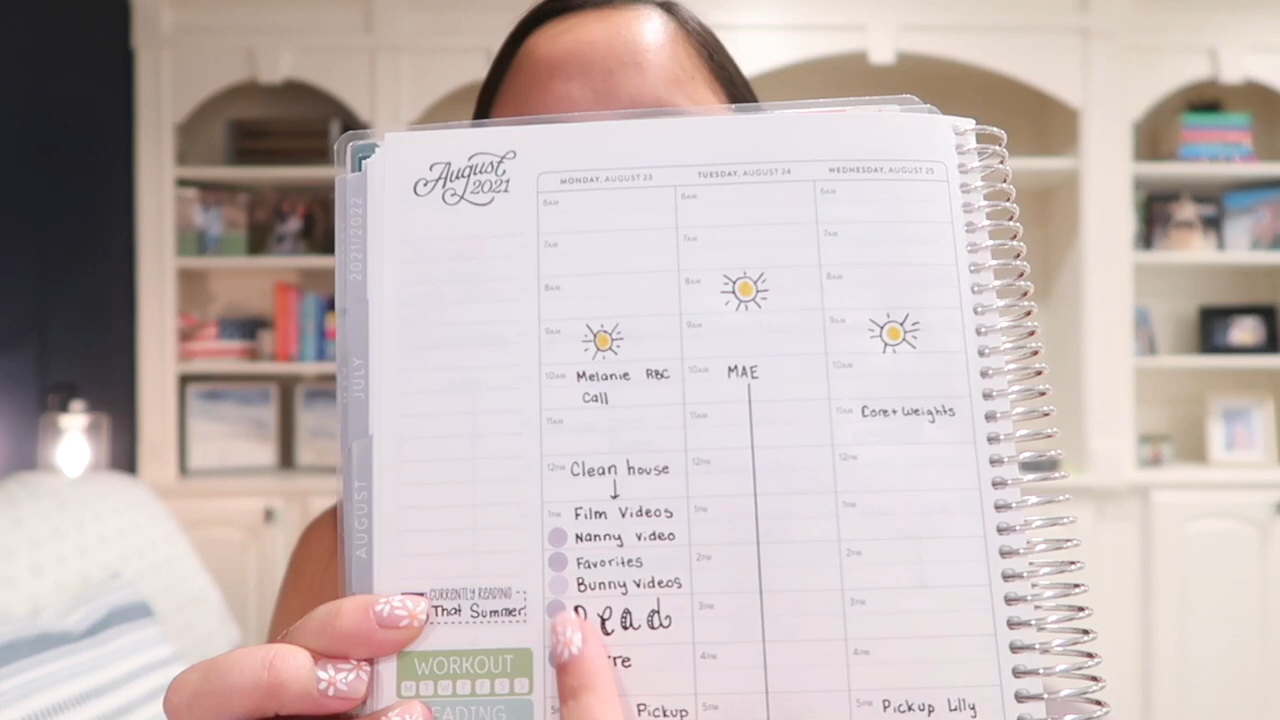 August
2021
MONDAY, AUGUST 23
TUESDAY, AUGUST 24
WEDNESDAY, AUGUST 25
6AM
6AM
6AM
7AM
7AM
7AM
8AM
8AM
8AM
9AM
9AM
9AM
10AM Melanie RBC
Call
10AM MAE
10AM
11AM
11AM
11AM Core + Weights
12PM Clean house
12PM
12PM
1PM Film Videos
1PM
1PM
Nanny video
Favorites
2PM
2PM
Bunny videos
Read
3PM
3PM
4PM
4PM
Pickup
5PM
5PM Pickup Lilly
2021/2022
JULY
AUGUST
CURRENTLY READING
That Summer
WORKOUT
M T W T F S S